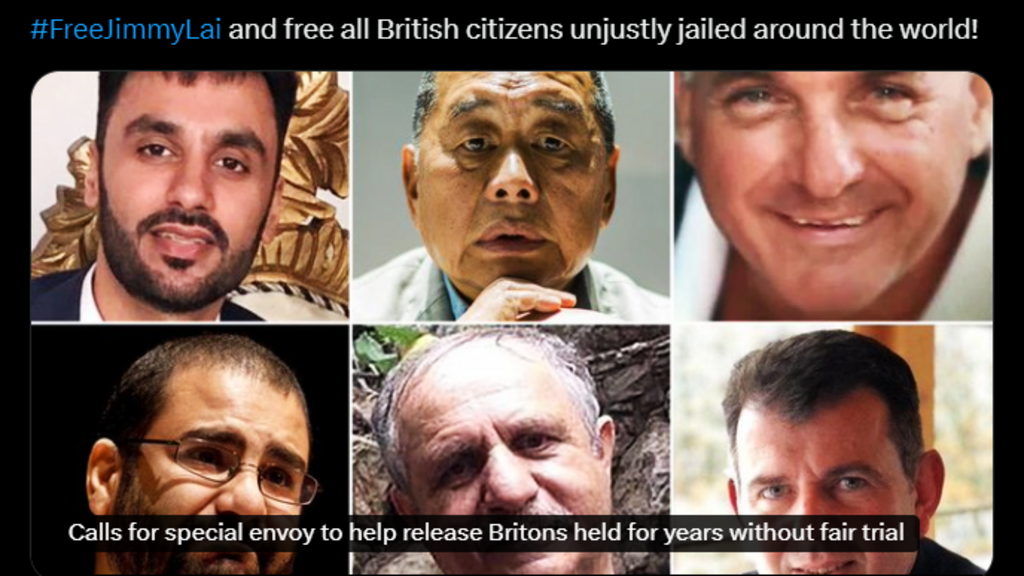 #FreeJimmyLai and free all British citizens unjustly jailed around the world!
Calls for special envoy to help release Britons held for years without fair trial